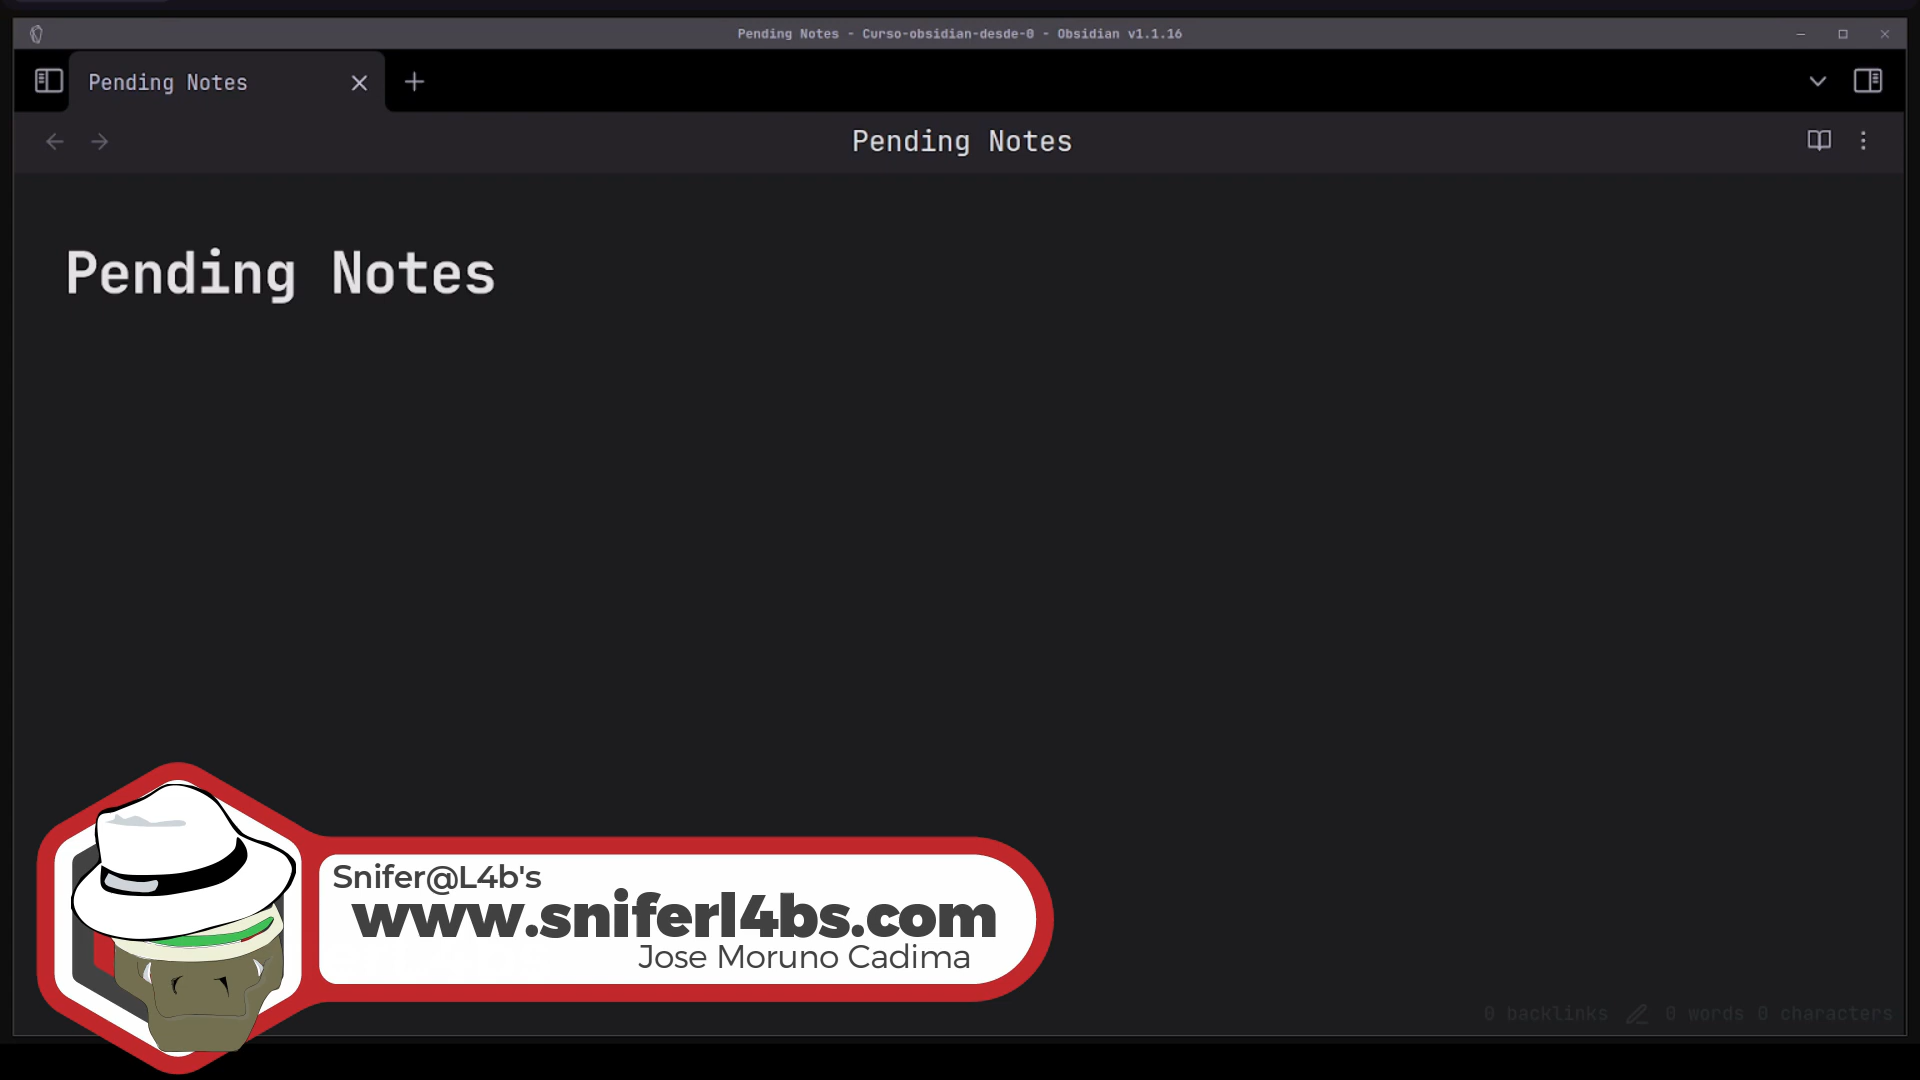 Pending Notes - Curso-obsidian-desde-0 - Obsidian v1.1.16
Pending Notes
Pending Notes
Pending Notes
Snifer@L4b's
www.sniferl4bs.com
Jose Moruno Cadima
0 backlinks 0 words 0 characters